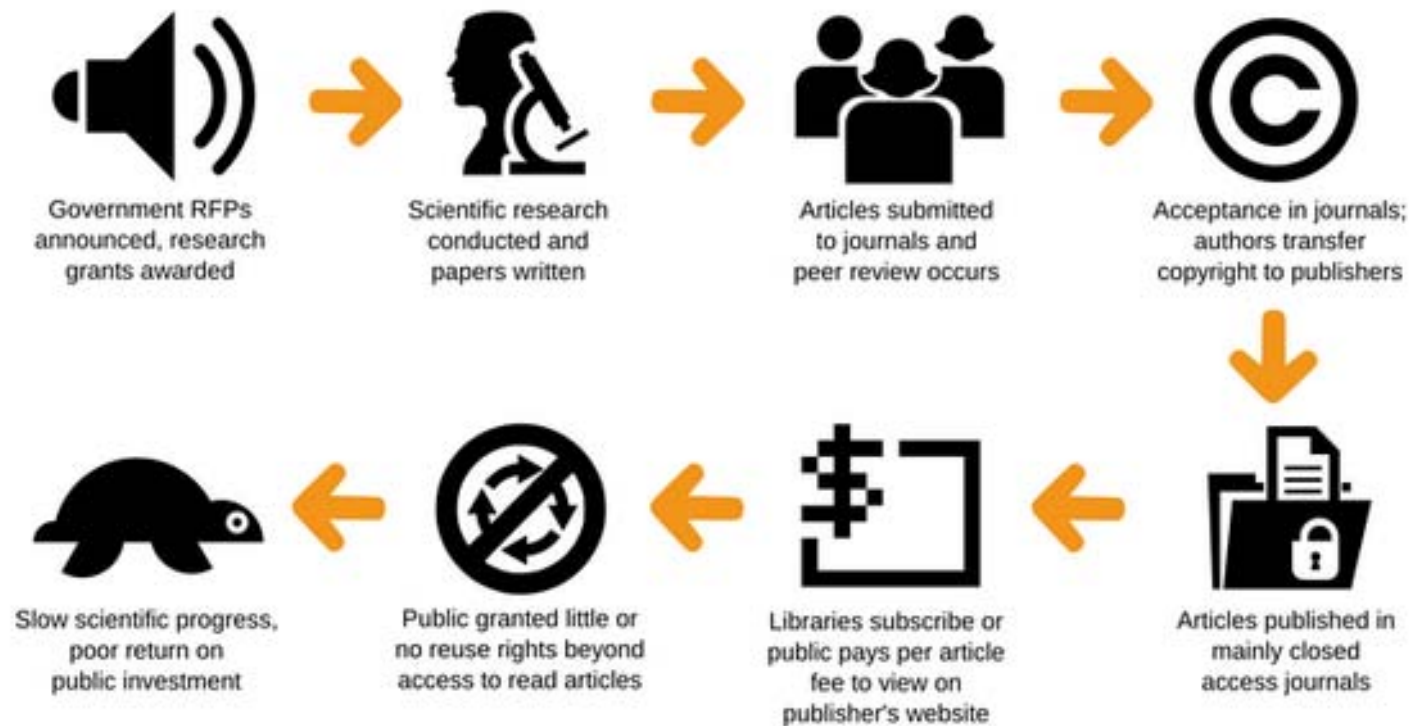 Government RFPs
announced, research
grants awarded
Scientific research
conducted and
papers written
Articles submitted
to journals and
peer review occurs
Acceptance in journals;
authors transfer
copyright to publishers
Articles published in
mainly closed
access journals
Libraries subscribe or
public pays per article
fee to view on
publisher's website
Public granted little or
no reuse rights beyond
access to read articles
Slow scientific progress,
poor return on
public investment